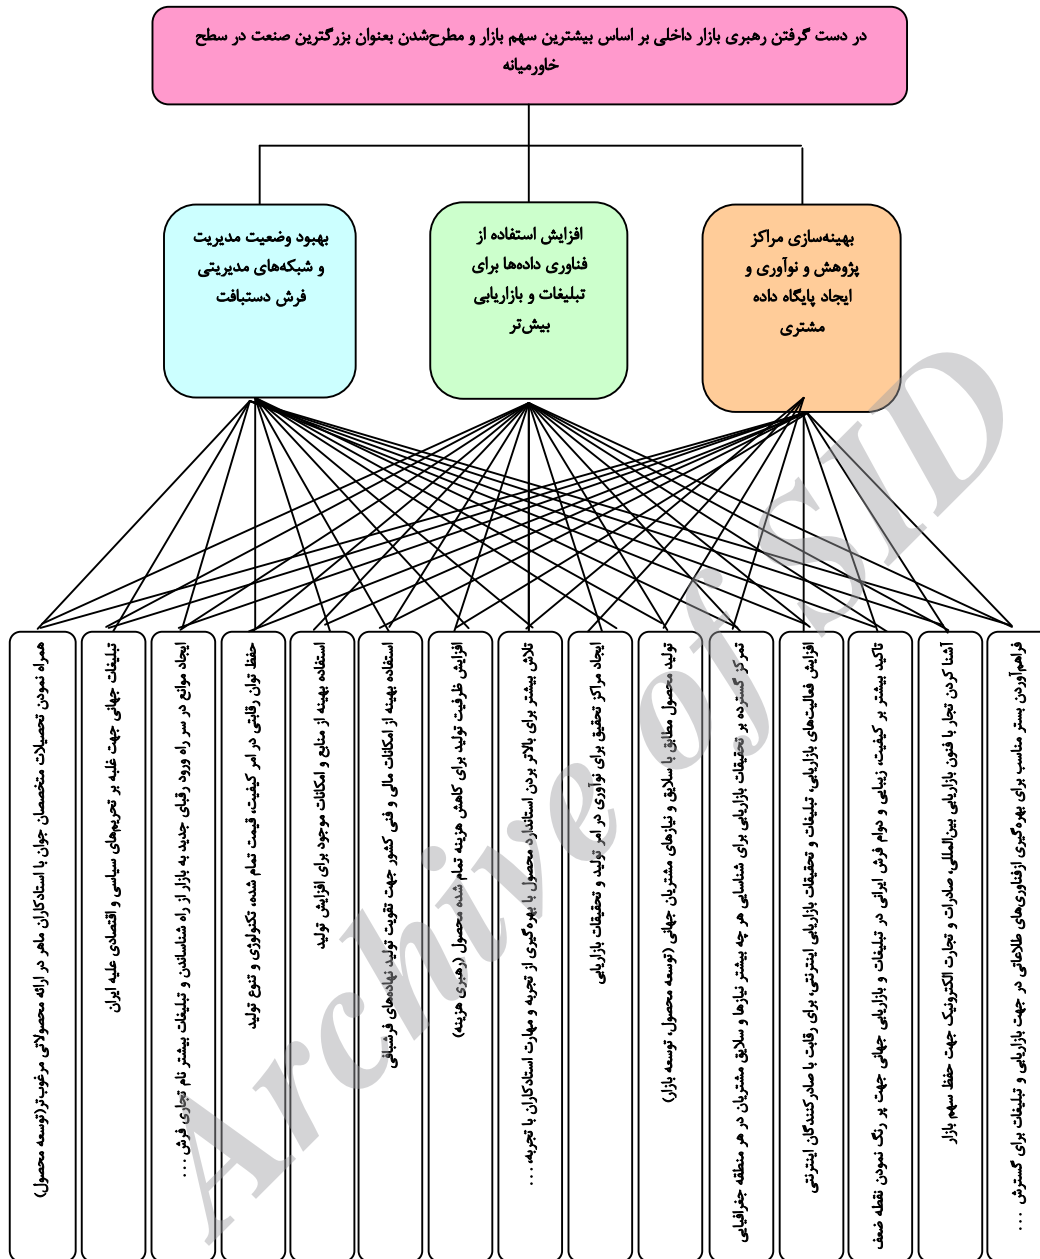 در دست گرفتن رهبری بازار داخلی بر اساس بیشترین سهم بازار و مطرح‌شدن بعنوان بزرگترین صنعت در سطح
خاورمیانه
بهینه‌سازی مراکز
پژوهش و نوآوری و
ایجاد پایگاه داده
مشتری
افزایش استفاده از
فناوری داده‌ها برای
تبلیغات و بازاریابی
بیش‌تر
بهبود وضعیت مدیریت
و شبکه‌های مدیریتی
فرش دستبافت
فراهم‌آوردن بستر مناسب برای بهره‌گیری ازفناوری‌های طلاعاتی در جهت بازاریابی و تبلیغات برای گسترش ...
آشنا کردن تجار با فنون بازاریابی بین‌المللی، صادرات و تجارت الکترونیک جهت حفظ سهم بازار
تاکید بیشتر بر کیفیت، زیبایی و دوام فرش ایرانی در تبلیغات و بازاریابی جهانی جهت پر رنگ نمودن نقطه ضعف
افزایش فعالیت‌های بازاریابی، تبلیغات و تحقیقات بازاریابی اینترنتی، برای رقابت با صادرکنندگان اینترنتی
تمرکز گسترده بر تحقیقات بازاریابی برای شناسایی هر چه بیشتر نیازها و سلایق مشتریان در هر منطقه جغرافیایی
تولید محصول مطابق با سلایق و نیازهای مشتریان جهانی (توسعه محصول، توسعه بازار)
ایجاد مراکز تحقیق برای نوآوری در امر تولید و تحقیقات بازاریابی
تلاش بیشتر برای بالاتر بردن استاندارد محصول با بهره‌گیری از تجربه و مهارت استادکاران با تجربه،...
افزایش ظرفیت تولید برای کاهش هزینه تمام شده محصول (رهبری هزینه)
استفاده بهینه از امکانات مالی و فنی کشور جهت تقویت تولید نهاده‌های فرشبافی
استفاده بهینه از منابع و امکانات موجود برای افزایش تولید
حفظ توان رقابتی در امر کیفیت، قیمت تمام شده، تکنولوژی و تنوع تولید
ایجاد موانع در سر راه ورود رقبای جدید به بازار از راه شناساندن و تبلیغات بیشتر نام تجاری فرش ...
تبلیغات جهانی جهت غلبه بر تحریم‌های سیاسی و اقتصادی علیه ایران
همراه نمودن تحصیلات متخصصان جوان با استادکاران ماهر در ارائه محصولاتی مرغوب‌تر(توسعه محصول)
Archive of SID